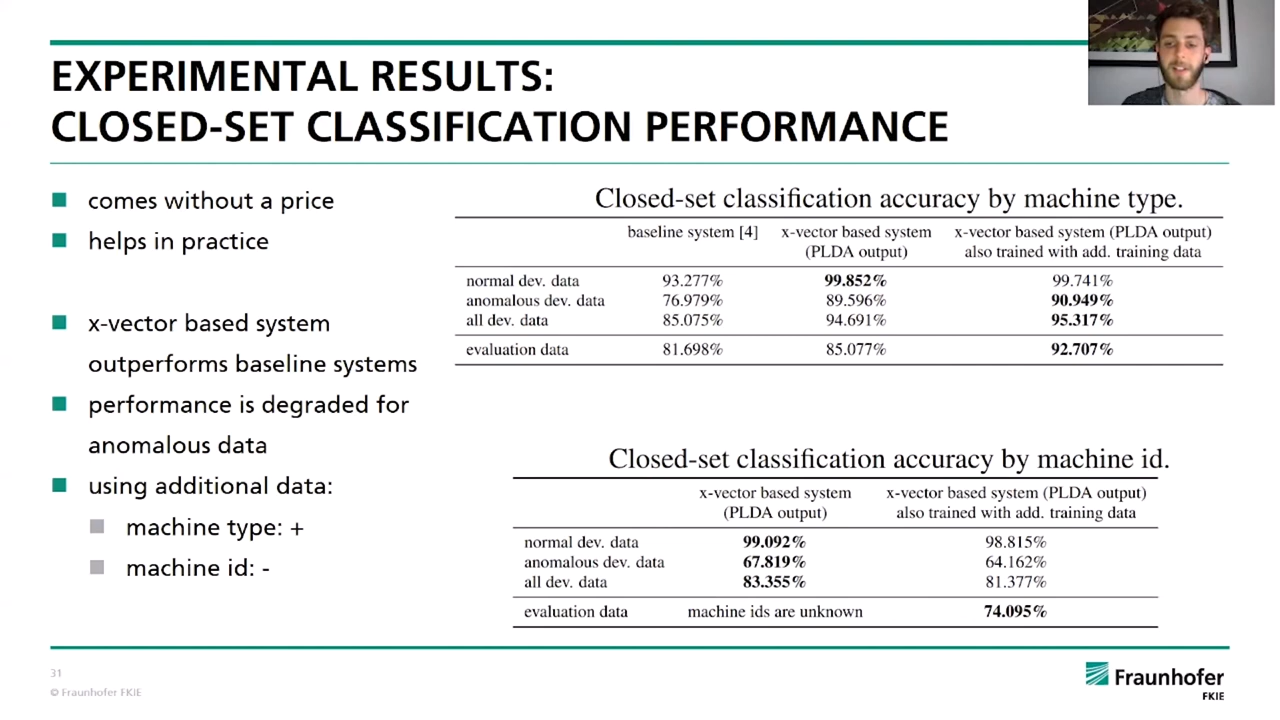 EXPERIMENTAL RESULTS:
CLOSED-SET CLASSIFICATION PERFORMANCE
comes without a price
helps in practice
x-vector based system
outperforms baseline systems
performance is degraded for
anomalous data
using additional data:
machine type: +
machine id: -
Closed-set classification accuracy by machine type.
baseline system [4] x-vector based system x-vector based system (PLDA output)
(PLDA output) also trained with add. training data
normal dev. data 93.277% 99.852% 99.741%
anomalous dev. data 76.979% 89.596% 90.949%
all dev. data 85.075% 94.691% 95.317%
evaluation data 81.698% 85.077% 92.707%
Closed-set classification accuracy by machine id.
x-vector based system x-vector based system (PLDA output)
(PLDA output) also trained with add. training data
normal dev. data 99.092% 98.815%
anomalous dev. data 67.819% 64.162%
all dev. data 83.355% 81.377%
evaluation data machine ids are unknown 74.095%
31
© Fraunhofer FKIE
Fraunhofer
FKIE